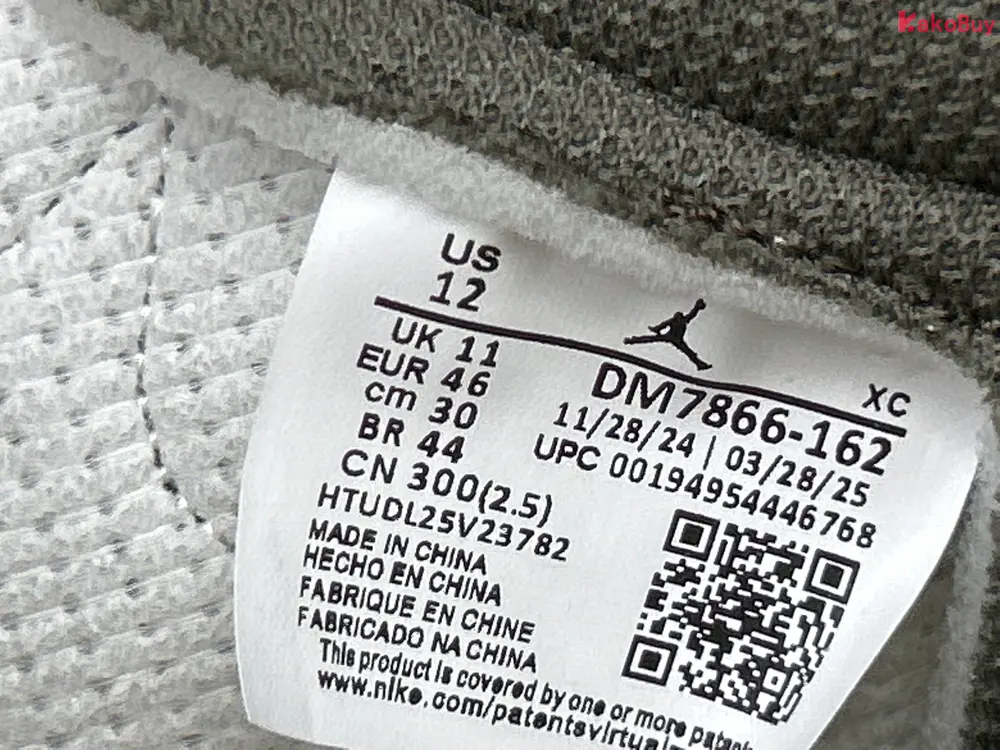 KakoBuy
US
12
UK 11
EUR 46
cm 30
BR 44
CN 300(2.5)
HTUDL25V23782
MADE IN CHINA
HECHO EN CHINA
FABRIQUE EN CHINE
FABRICADO NA CHINA
XC
DM7866-162
11/28/24 | 03/28/25
UPC 00194954446768
This product is covered by one or more
www.nike.com/patents